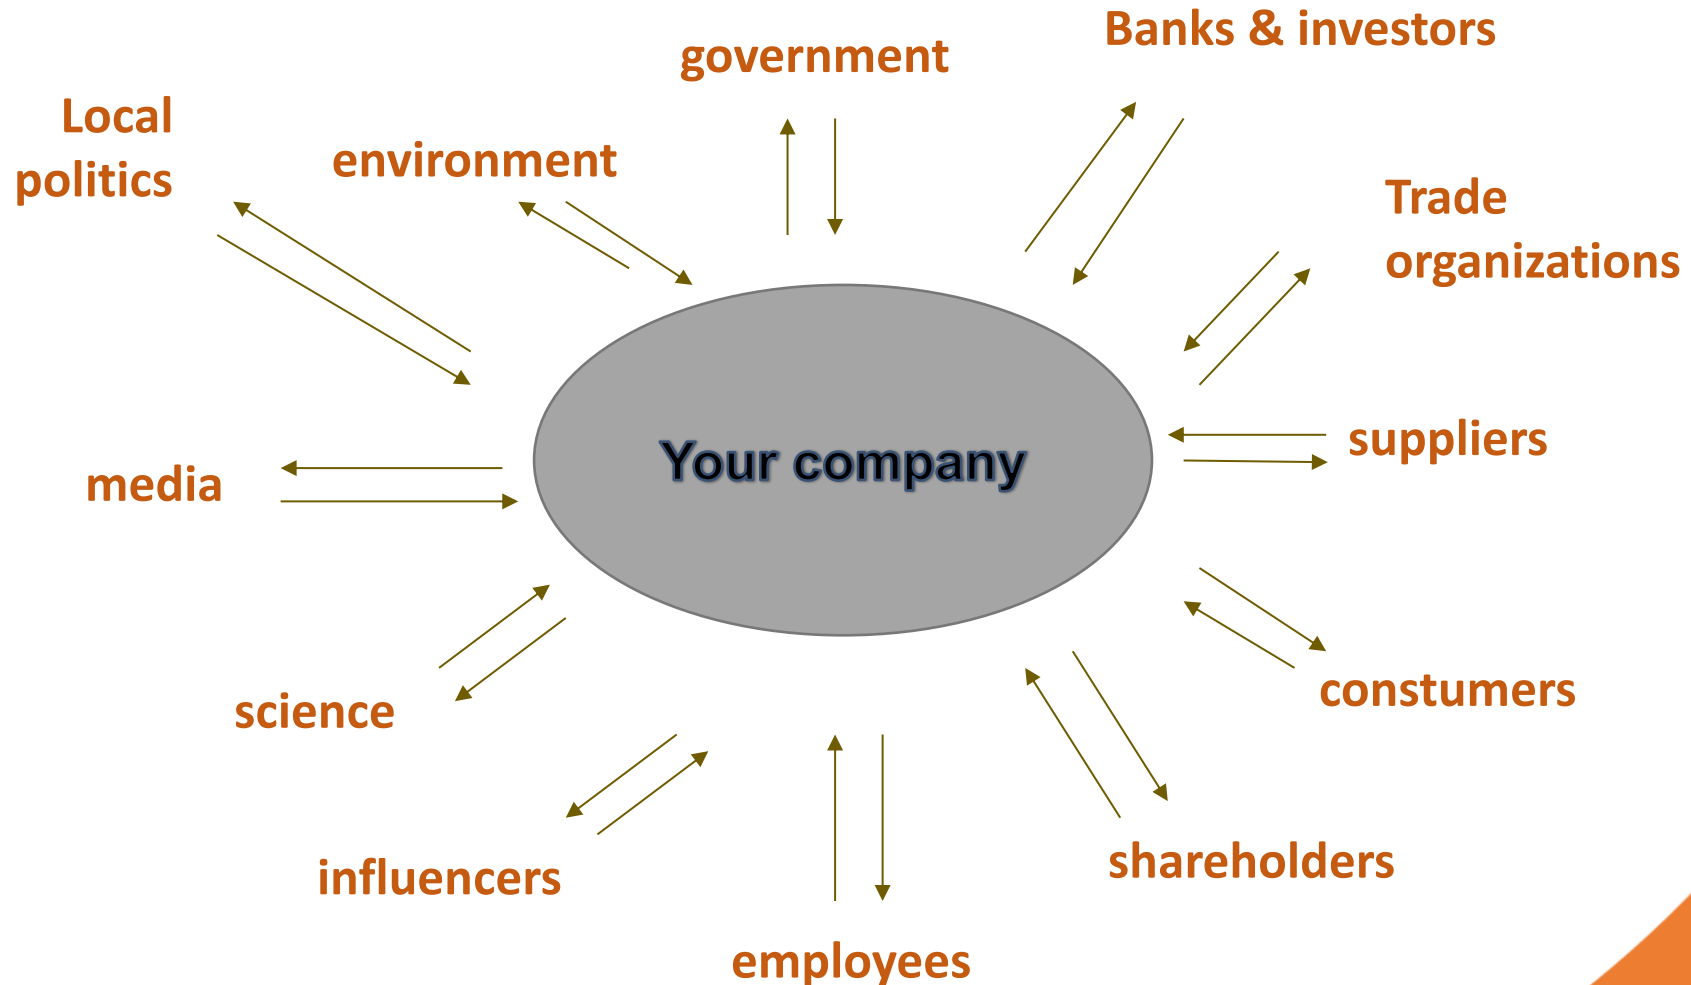 Banks & investors
government
Local
politics
environment
Trade
organizations
suppliers
Your company
media
constumers
science
shareholders
influencers
employees